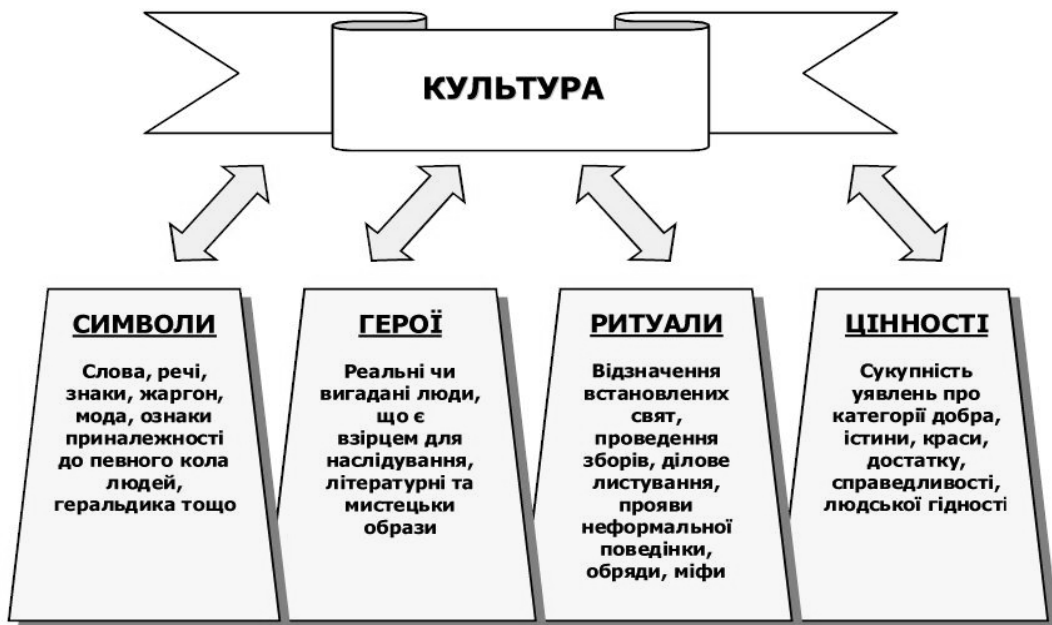 КУЛЬТУРА
СИМВОЛИ
Слова, речі,
знаки, жаргон,
мода, ознаки
приналежності
до певного кола
людей,
геральдика тощо
ГЕРОЇ
Реальні чи
вигадані люди,
що є
взірцем для
наслідування,
літературні та
мистецьки
образи
РИТУАЛИ
Відзначення
встановлених
свят,
проведення
зборів, ділове
листування,
прояви
неформальної
поведінки,
обряди, міфи
ЦІННОСТІ
Сукупність
уявлень про
категорії добра,
істини, краси,
достатку,
справедливості,
людської гідності